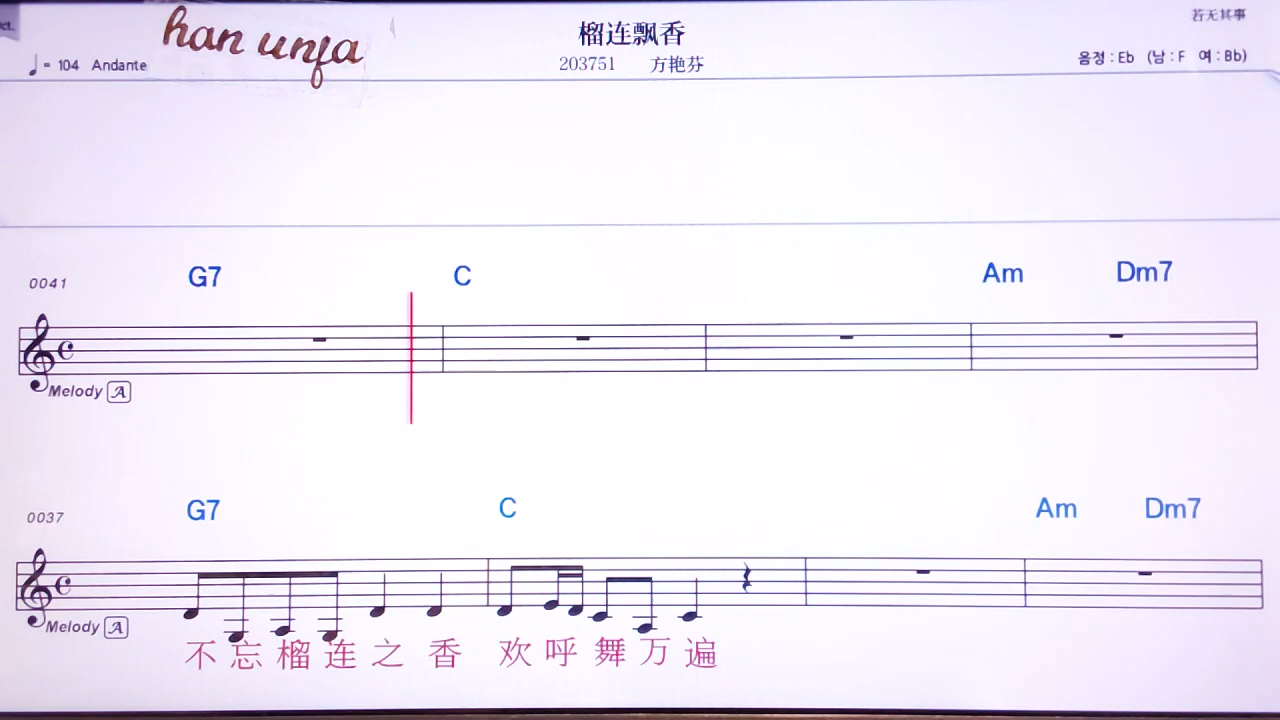 ct.
han unfa
榴连飘香
若无其事
♩= 104 Andante
203751 方艳芬
음정 : Eb (남 : F 여 : Bb)
0041 G7 C Am Dm7
Melody A
0037 G7 C Am Dm7
Melody A
不忘榴连之香 欢呼舞万遍